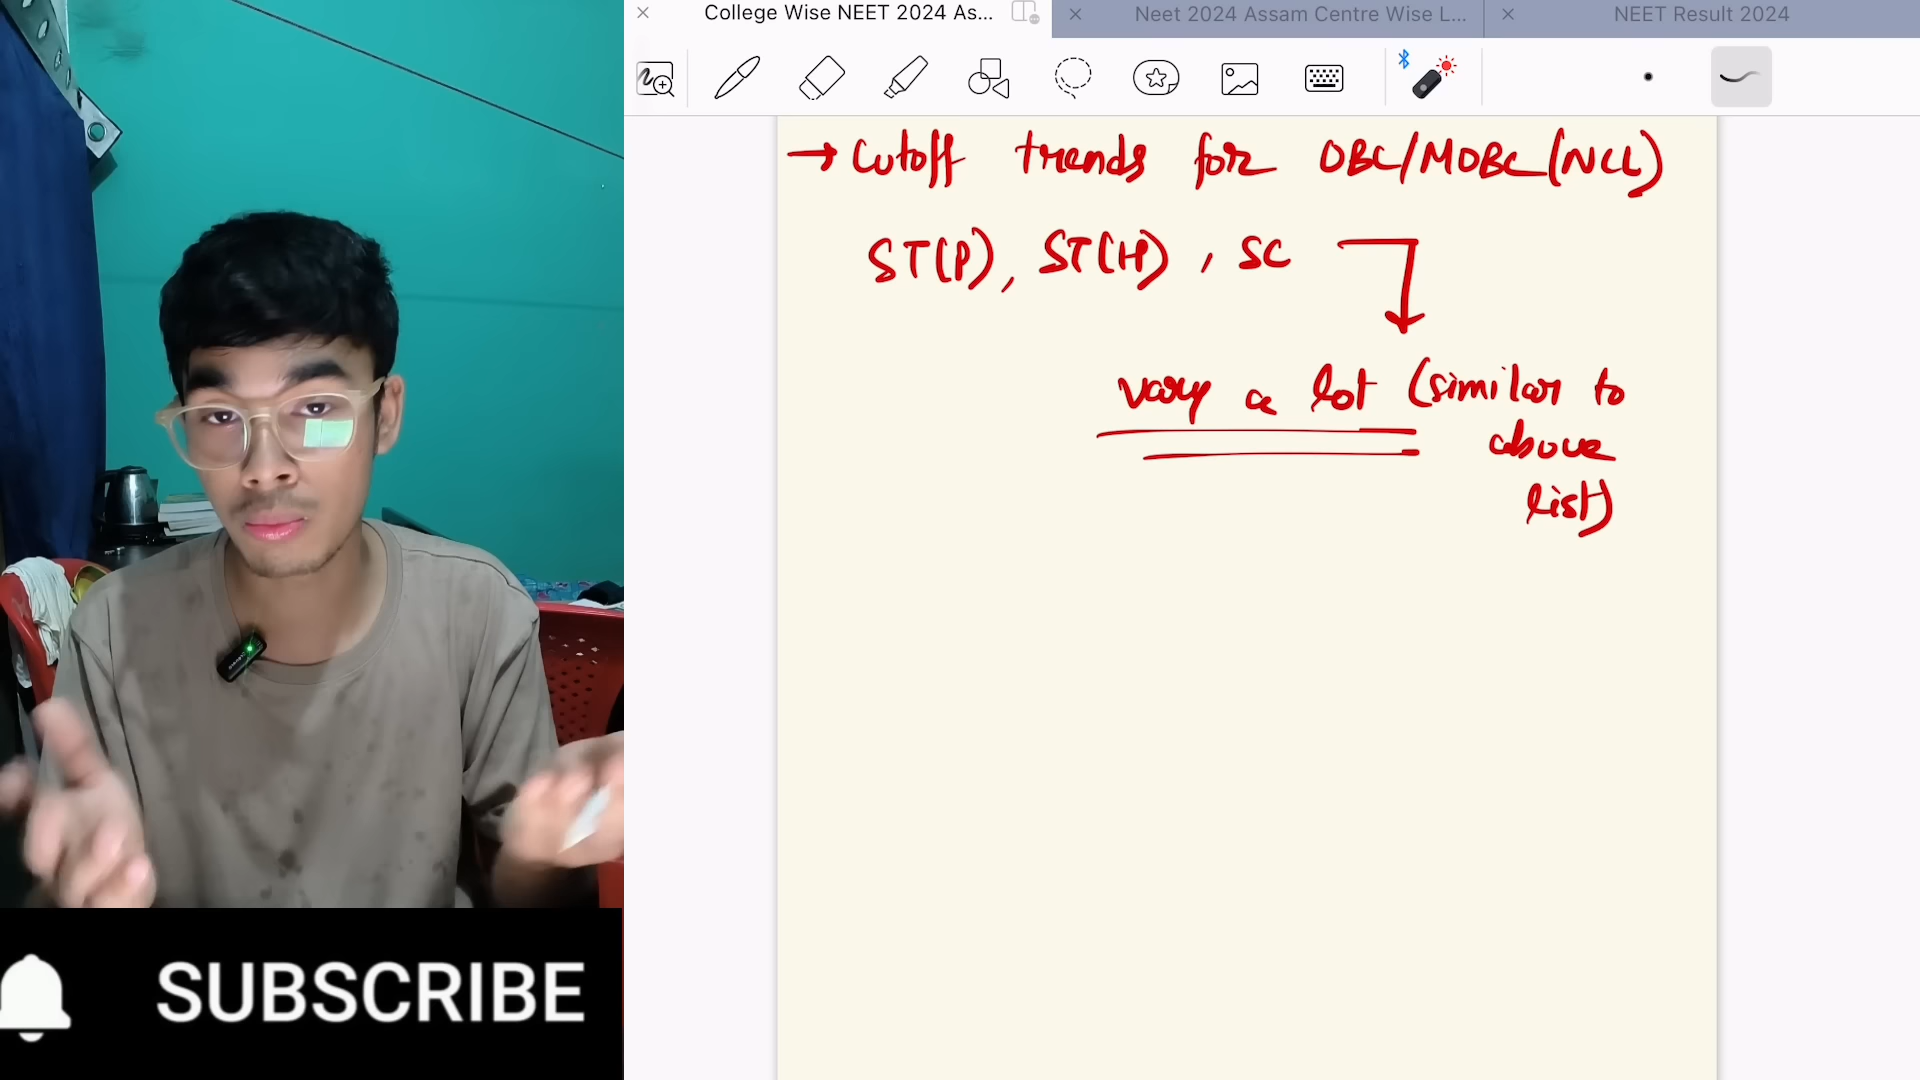 College Wise NEET 2024 As...
Neet 2024 Assam Centre Wise L...
NEET Result 2024
→ Cutoff trends for OBC/MOBC(NCL)
ST(P), ST(H), SC
vary a lot (similar to
above
list)
SUBSCRIBE